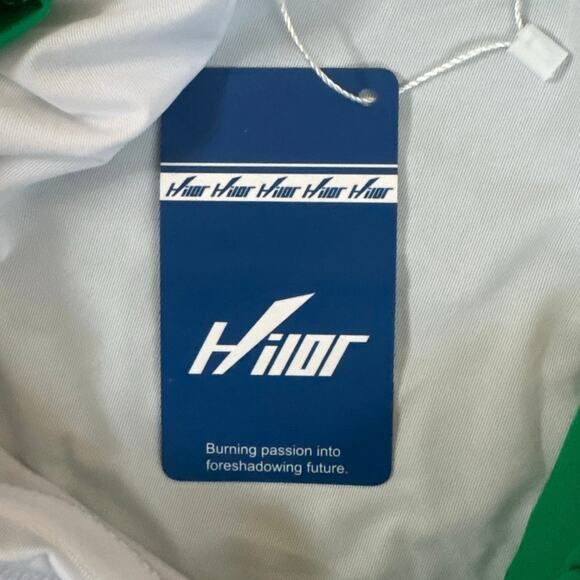 Hilor Hilor Hilor Hilor Hilor
Hilor
Burning passion into
foreshadowing future.